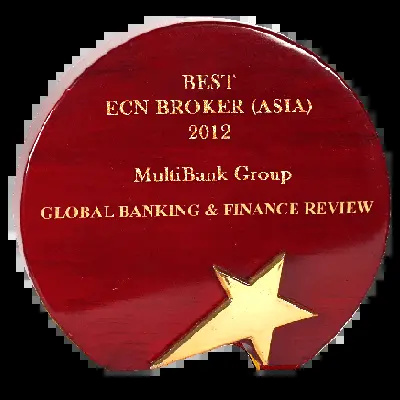 BEST
ECN BROKER (ASIA)
2012
MultiBank Group
GLOBAL BANKING & FINANCE REVIEW